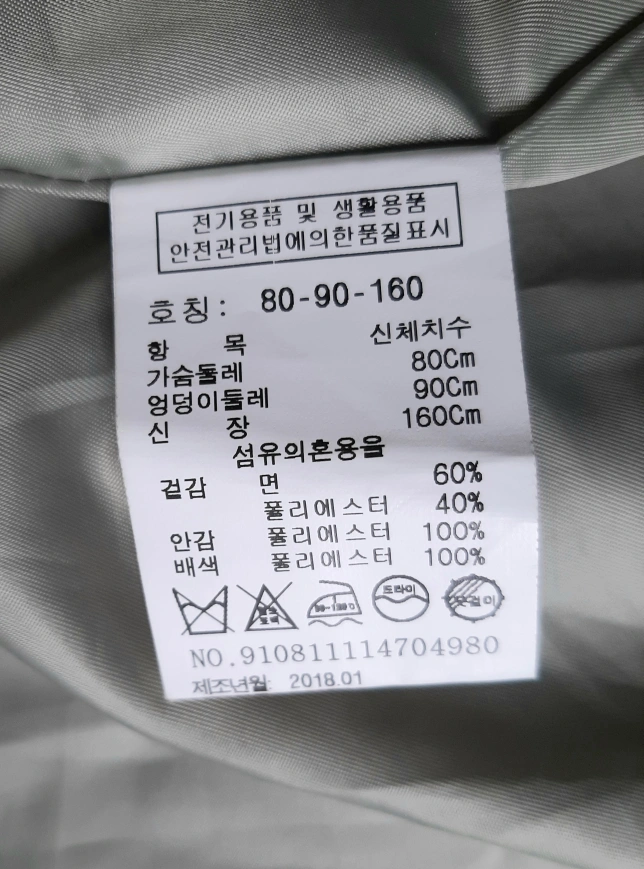 전기용품 및 생활용품
안전관리법에의한품질표시
호칭: 80-90-160
항 목 신체치수
가슴둘레 80Cm
엉덩이둘레 90Cm
신 장 160Cm
섬유의혼용율
겉감 면 60%
폴리에스터 40%
안감 폴리에스터 100%
배색 폴리에스터 100%
드라이
NO.910811114704980
제조년월: 2018.01